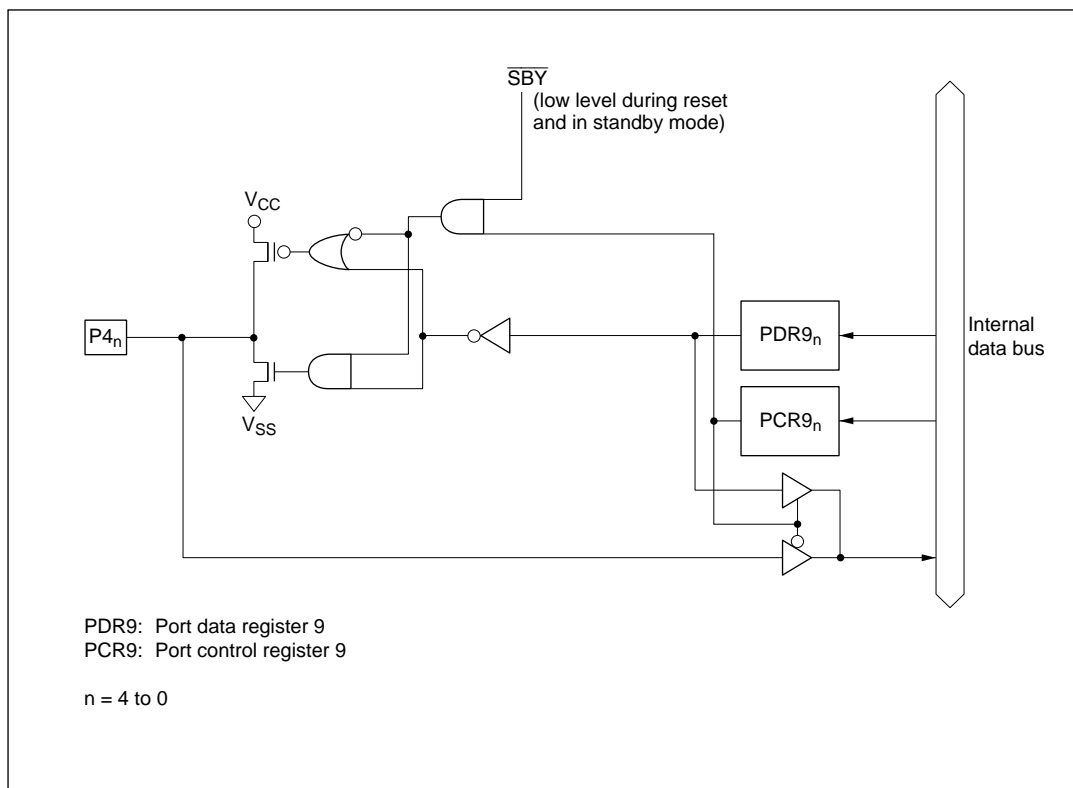 SBY
(low level during reset
and in standby mode)
VCC
P4n
VSS
PDR9n
PCR9n
Internal
data bus
PDR9: Port data register 9
PCR9: Port control register 9
n = 4 to 0